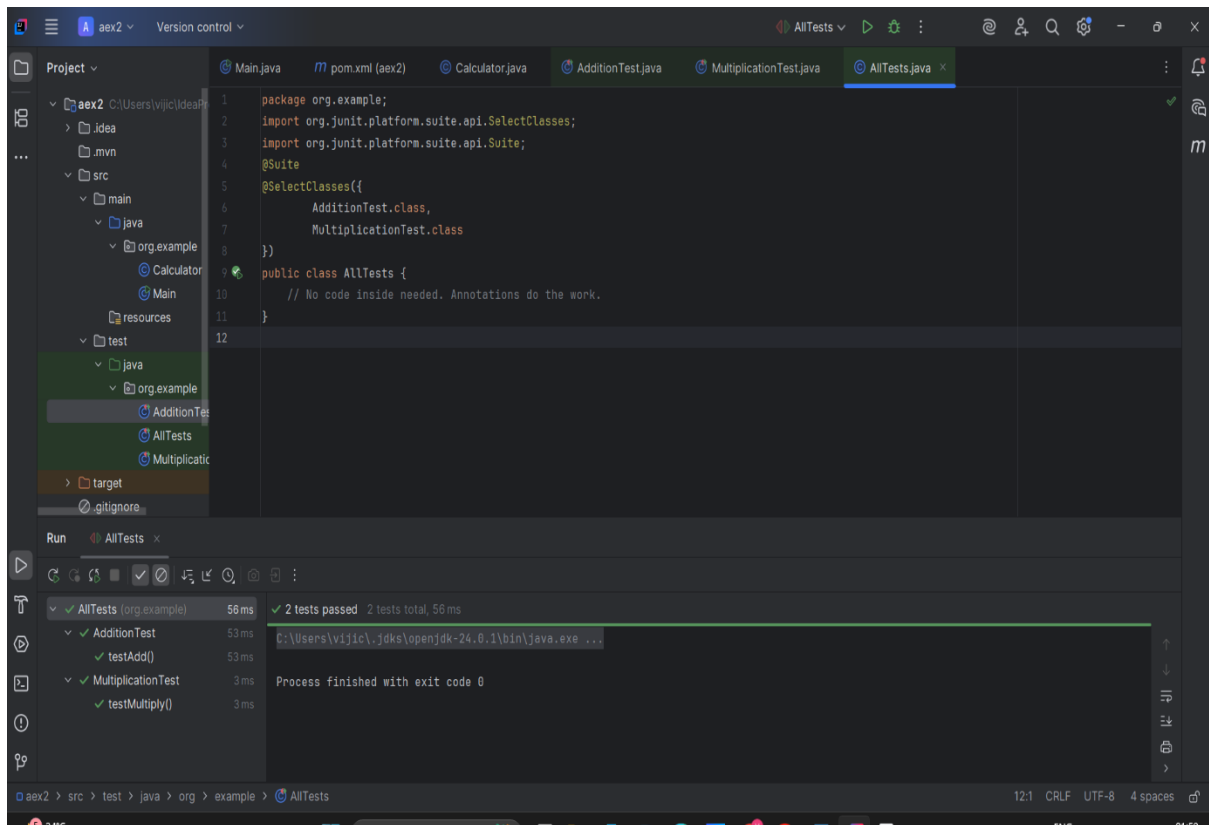 A aex2 Version control AllTests
Project
Main.java
m pom.xml (aex2)
Calculator.java
AdditionTest.java
MultiplicationTest.java
AllTests.java
m
aex2 C:\Users\vijic\IdeaPr
.idea
.mvn
src
main
java
org.example
Calculator
Main
resources
test
java
org.example
AdditionTes
AllTests
Multiplicatic
target
.gitignore
1 package org.example;
2 import org.junit.platform.suite.api.SelectClasses;
3 import org.junit.platform.suite.api.Suite;
4 @Suite
5 @SelectClasses({
6 AdditionTest.class,
7 MultiplicationTest.class
8 })
9 public class AllTests {
10 // No code inside needed. Annotations do the work.
11 }
12
Run AllTests
AllTests (org.example) 56 ms
AdditionTest 53 ms
testAdd() 53 ms
MultiplicationTest 3 ms
testMultiply() 3 ms
2 tests passed 2 tests total, 56 ms
C:\Users\vijic\.jdks\openjdk-24.0.1\bin\java.exe ...
Process finished with exit code 0
aex2 > src > test > java > org > example > AllTests
12:1 CRLF UTF-8 4 spaces